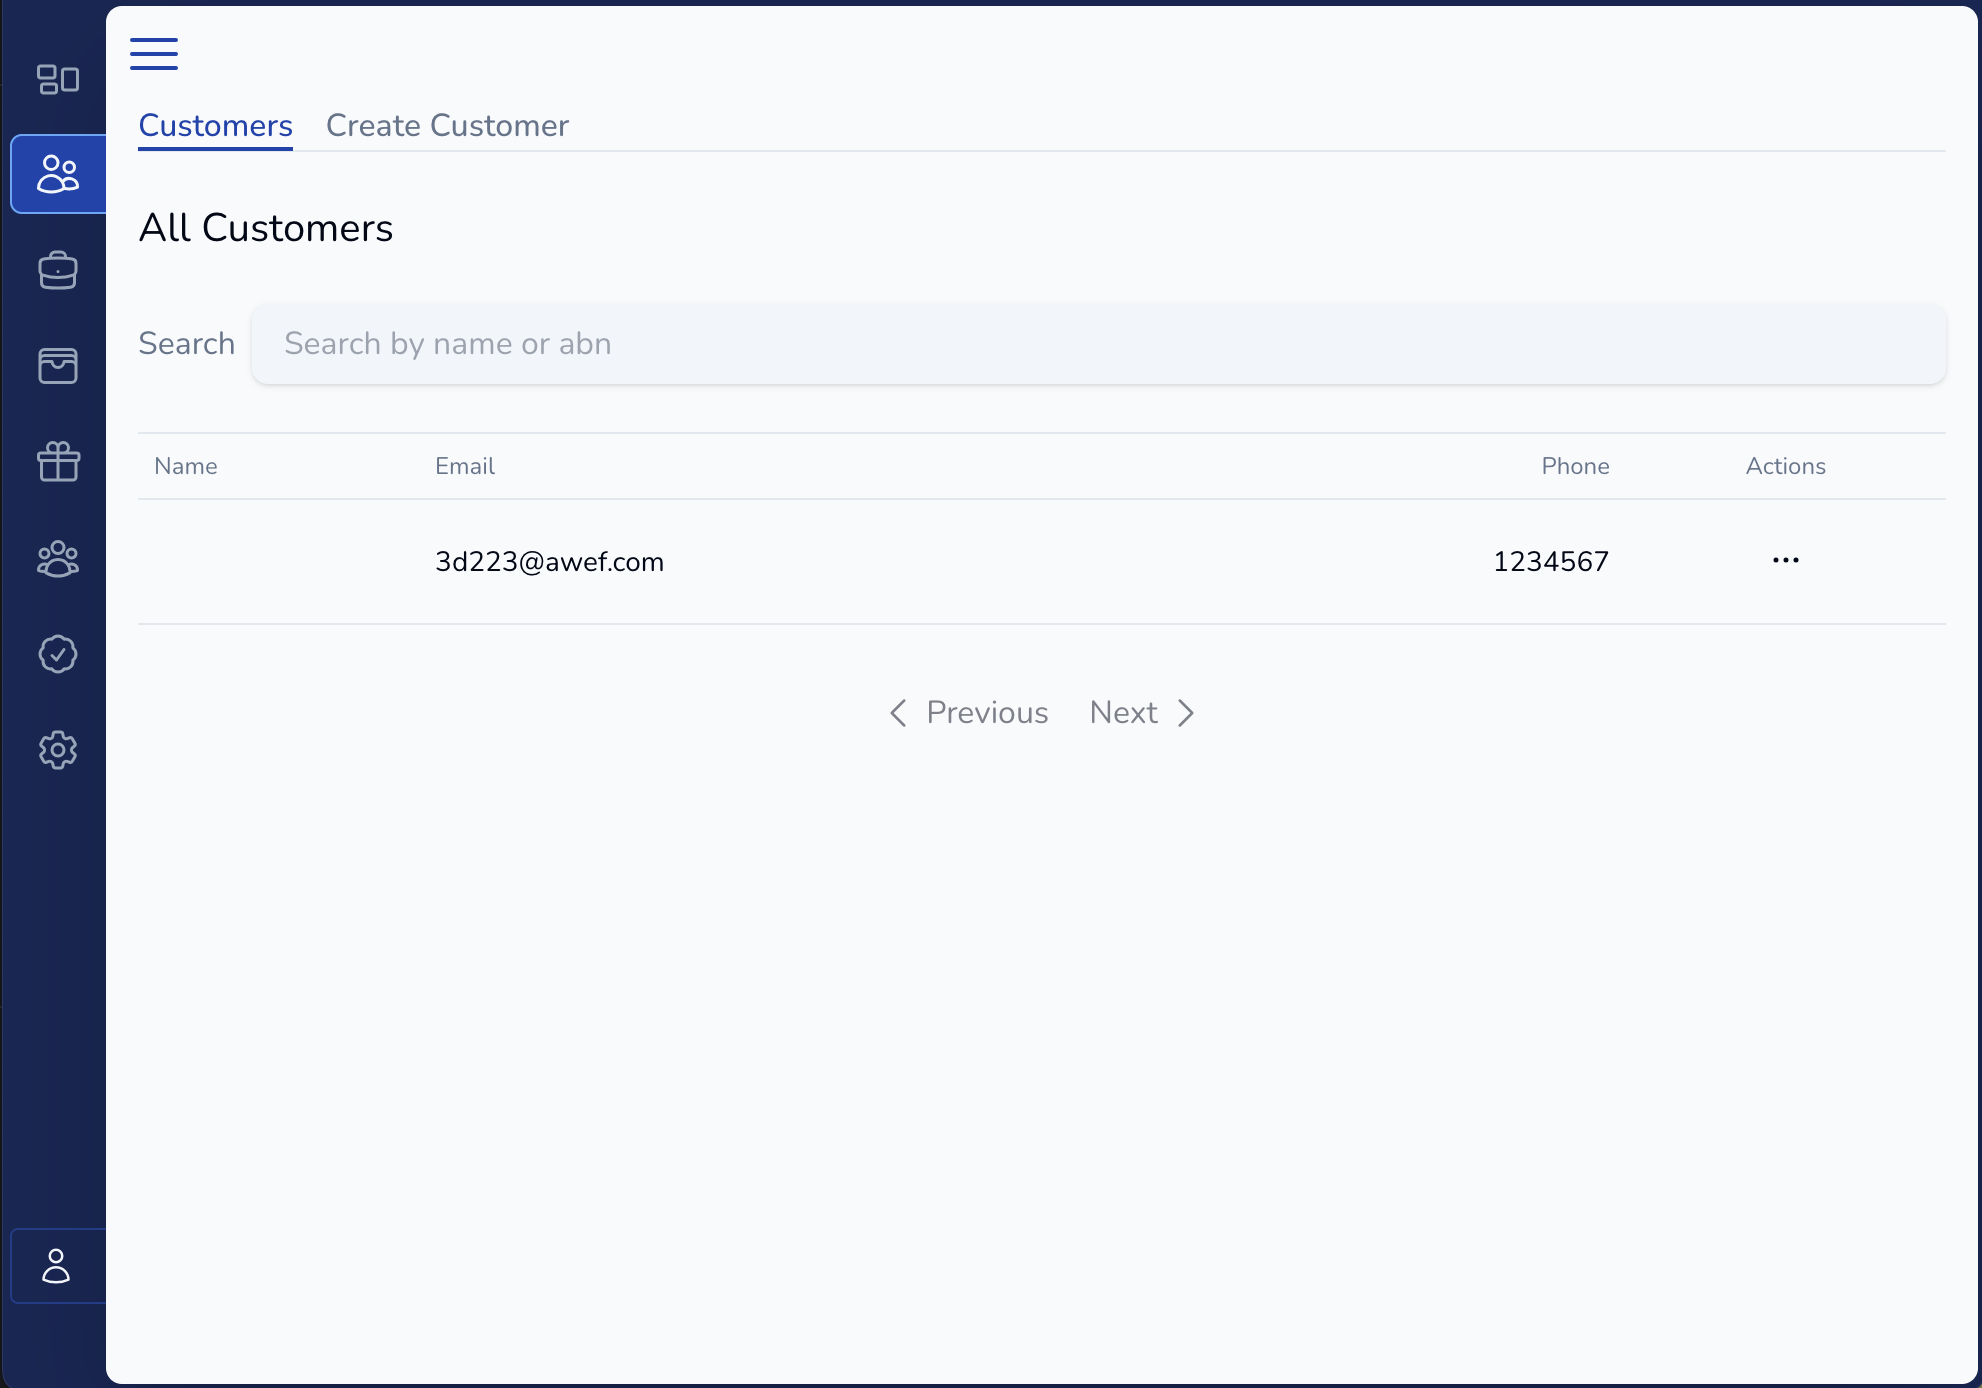 Customers Create Customer
All Customers
Search Search by name or abn
Name Email Phone Actions
3d223@awef.com 1234567 ...
Previous Next